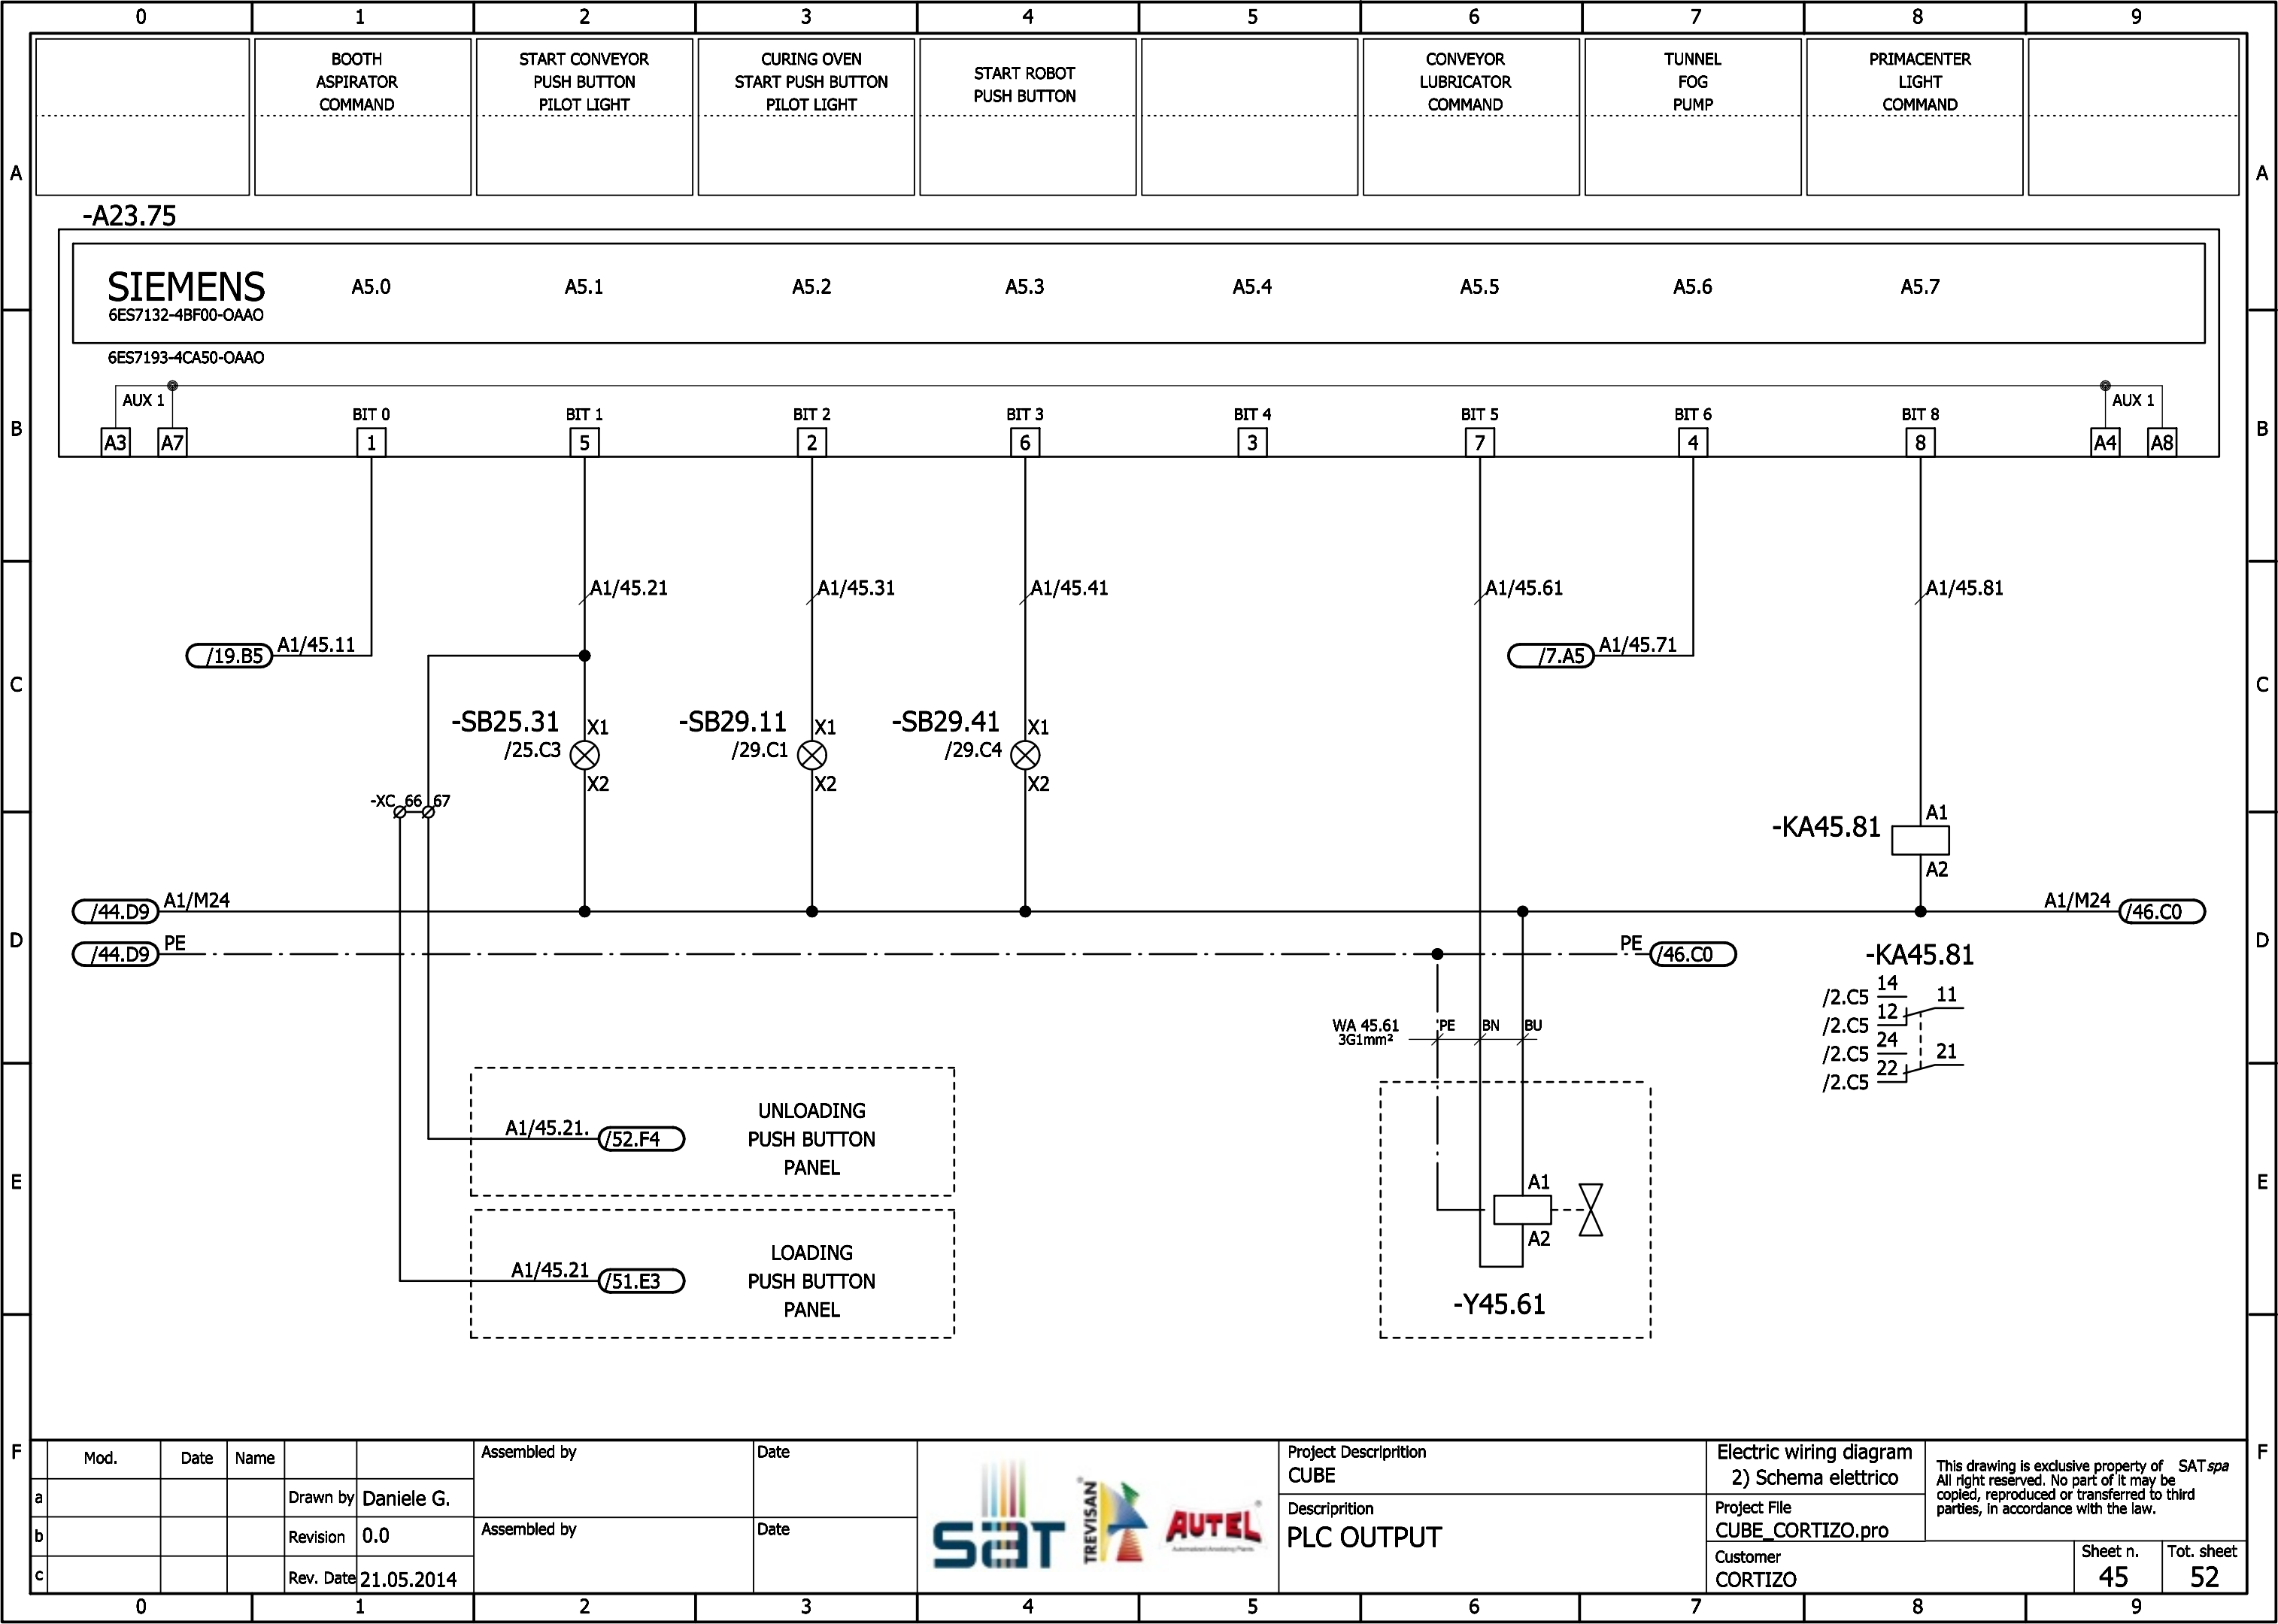 0 1 2 3 4 5 6 7 8 9
BOOTH
ASPIRATOR
COMMAND
START CONVEYOR
PUSH BUTTON
PILOT LIGHT
CURING OVEN
START PUSH BUTTON
PILOT LIGHT
START ROBOT
PUSH BUTTON
CONVEYOR
LUBRICATOR
COMMAND
TUNNEL
FOG
PUMP
PRIMACENTER
LIGHT
COMMAND
A A
-A23.75
SIEMENS A5.0 A5.1 A5.2 A5.3 A5.4 A5.5 A5.6 A5.7
6ES7132-4BF00-OAAO
6ES7193-4CA50-OAAO
AUX 1 AUX 1
BIT 0 BIT 1 BIT 2 BIT 3 BIT 4 BIT 5 BIT 6 BIT 8
B B
A3 A7 1 5 2 6 3 7 4 8 A4 A8
A1/45.21 A1/45.31 A1/45.41 A1/45.61 A1/45.81
/19.B5 A1/45.11 /7.A5 A1/45.71
C C
-SB25.31 X1 -SB29.11 X1 -SB29.41 X1
/25.C3 /29.C1 /29.C4
X2 X2 X2
-XC 66 67
-KA45.81 A1
A2
/44.D9 A1/M24 A1/M24 /46.C0
D D
/44.D9 PE PE /46.C0
-KA45.81
/2.C5 14 11
/2.C5 12
/2.C5 24 21
/2.C5 22
WA 45.61 PE BN BU
3G1mm²
UNLOADING
A1/45.21. /52.F4 PUSH BUTTON
PANEL
E E
LOADING
A1/45.21 /51.E3 PUSH BUTTON
PANEL
A1
A2
-Y45.61
F F
Mod. Date Name
a Drawn by Daniele G.
b Revision 0.0
c Rev. Date 21.05.2014
Assembled by Date
Assembled by Date
SAT
TREVISAN
AUTEL
Project Descriprition
CUBE
Descriprition
PLC OUTPUT
Electric wiring diagram
2) Schema elettrico
Project File
CUBE_CORTIZO.pro
Customer
CORTIZO
This drawing is exclusive property of SATspa
All right reserved. No part of it may be
copied, reproduced or transferred to third
parties, in accordance with the law.
Sheet n. Tot. sheet
45 52
0 1 2 3 4 5 6 7 8 9